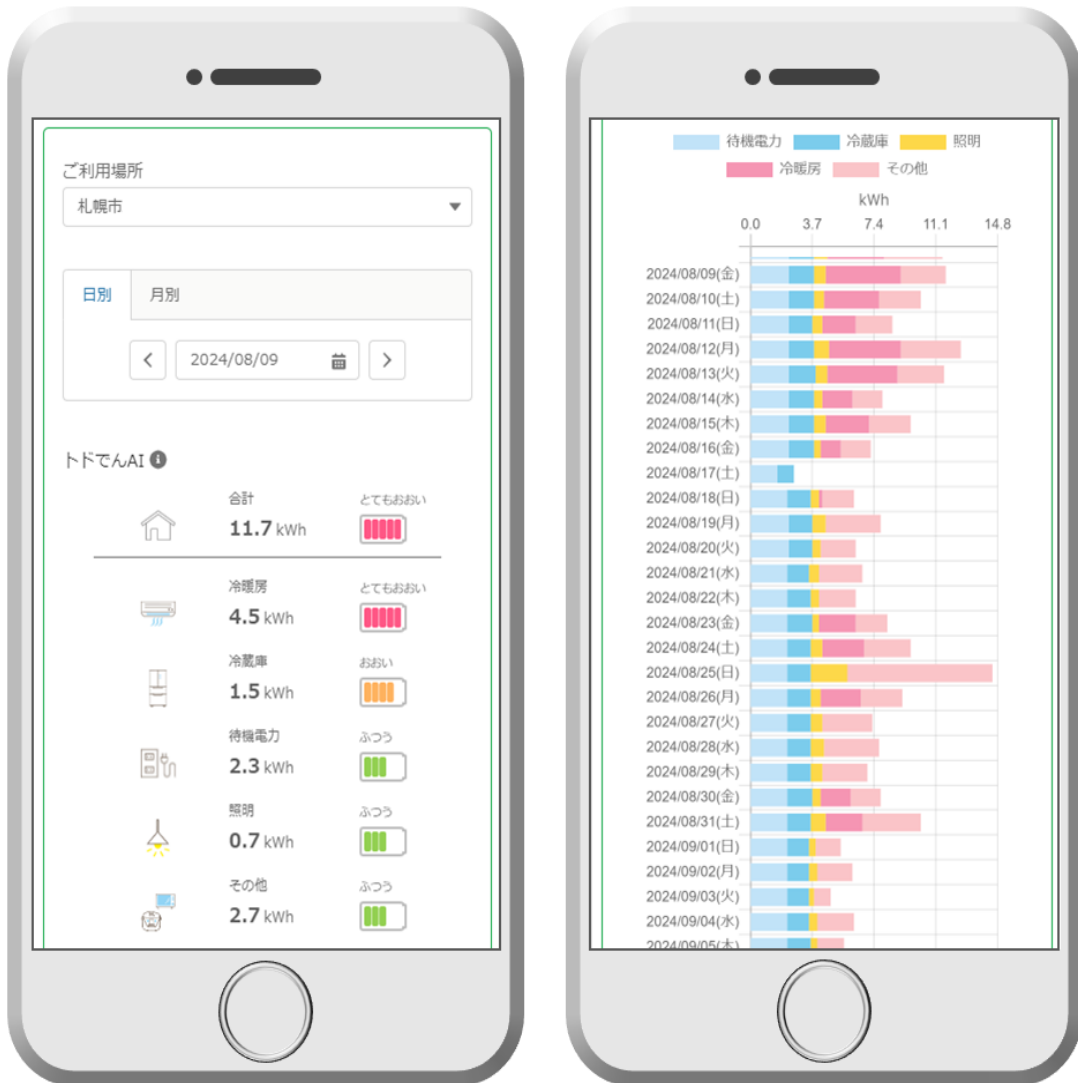 ご利用場所
札幌市
日別 月別
2024/08/09
トドでんAI
合計 とてもおおい
11.7 kWh
冷暖房 とてもおおい
4.5 kWh
冷蔵庫 おおい
1.5 kWh
待機電力 ふつう
2.3 kWh
照明 ふつう
0.7 kWh
その他 ふつう
2.7 kWh
待機電力 冷蔵庫 照明
冷暖房 その他
kWh
0.0 3.7 7.4 11.1 14.8
2024/08/09(金)
2024/08/10(土)
2024/08/11(日)
2024/08/12(月)
2024/08/13(火)
2024/08/14(水)
2024/08/15(木)
2024/08/16(金)
2024/08/17(土)
2024/08/18(日)
2024/08/19(月)
2024/08/20(火)
2024/08/21(水)
2024/08/22(木)
2024/08/23(金)
2024/08/24(土)
2024/08/25(日)
2024/08/26(月)
2024/08/27(火)
2024/08/28(水)
2024/08/29(木)
2024/08/30(金)
2024/08/31(土)
2024/09/01(日)
2024/09/02(月)
2024/09/03(火)
2024/09/04(水)
2024/09/05(木)